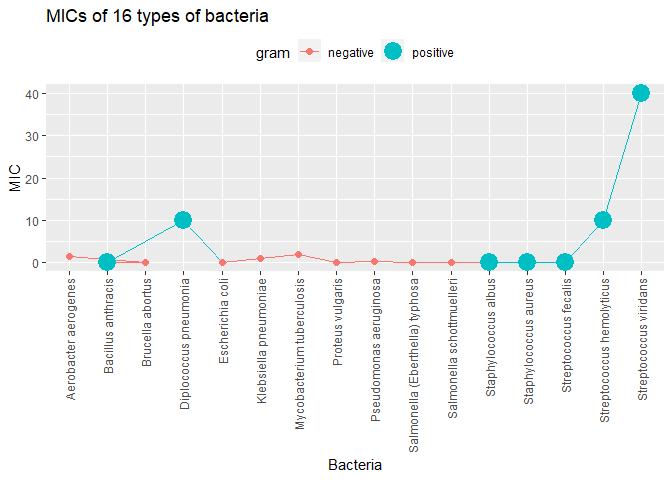 MICs of 16 types of bacteria
gram negative positive
MIC
40
30
20
10
0
Aerobacter aerogenes
Bacillus anthracis
Brucella abortus
Diplococcus pneumonia
Escherichia coli
Klebsiella pneumoniae
Mycobacterium tuberculosis
Proteus vulgaris
Pseudomonas aeruginosa
Salmonella (Eberthella) typhosa
Salmonella schottmuelleri
Staphylococcus albus
Staphylococcus aureus
Streptococcus fecalis
Streptococcus hemolyticus
Streptococcus viridans
Bacteria